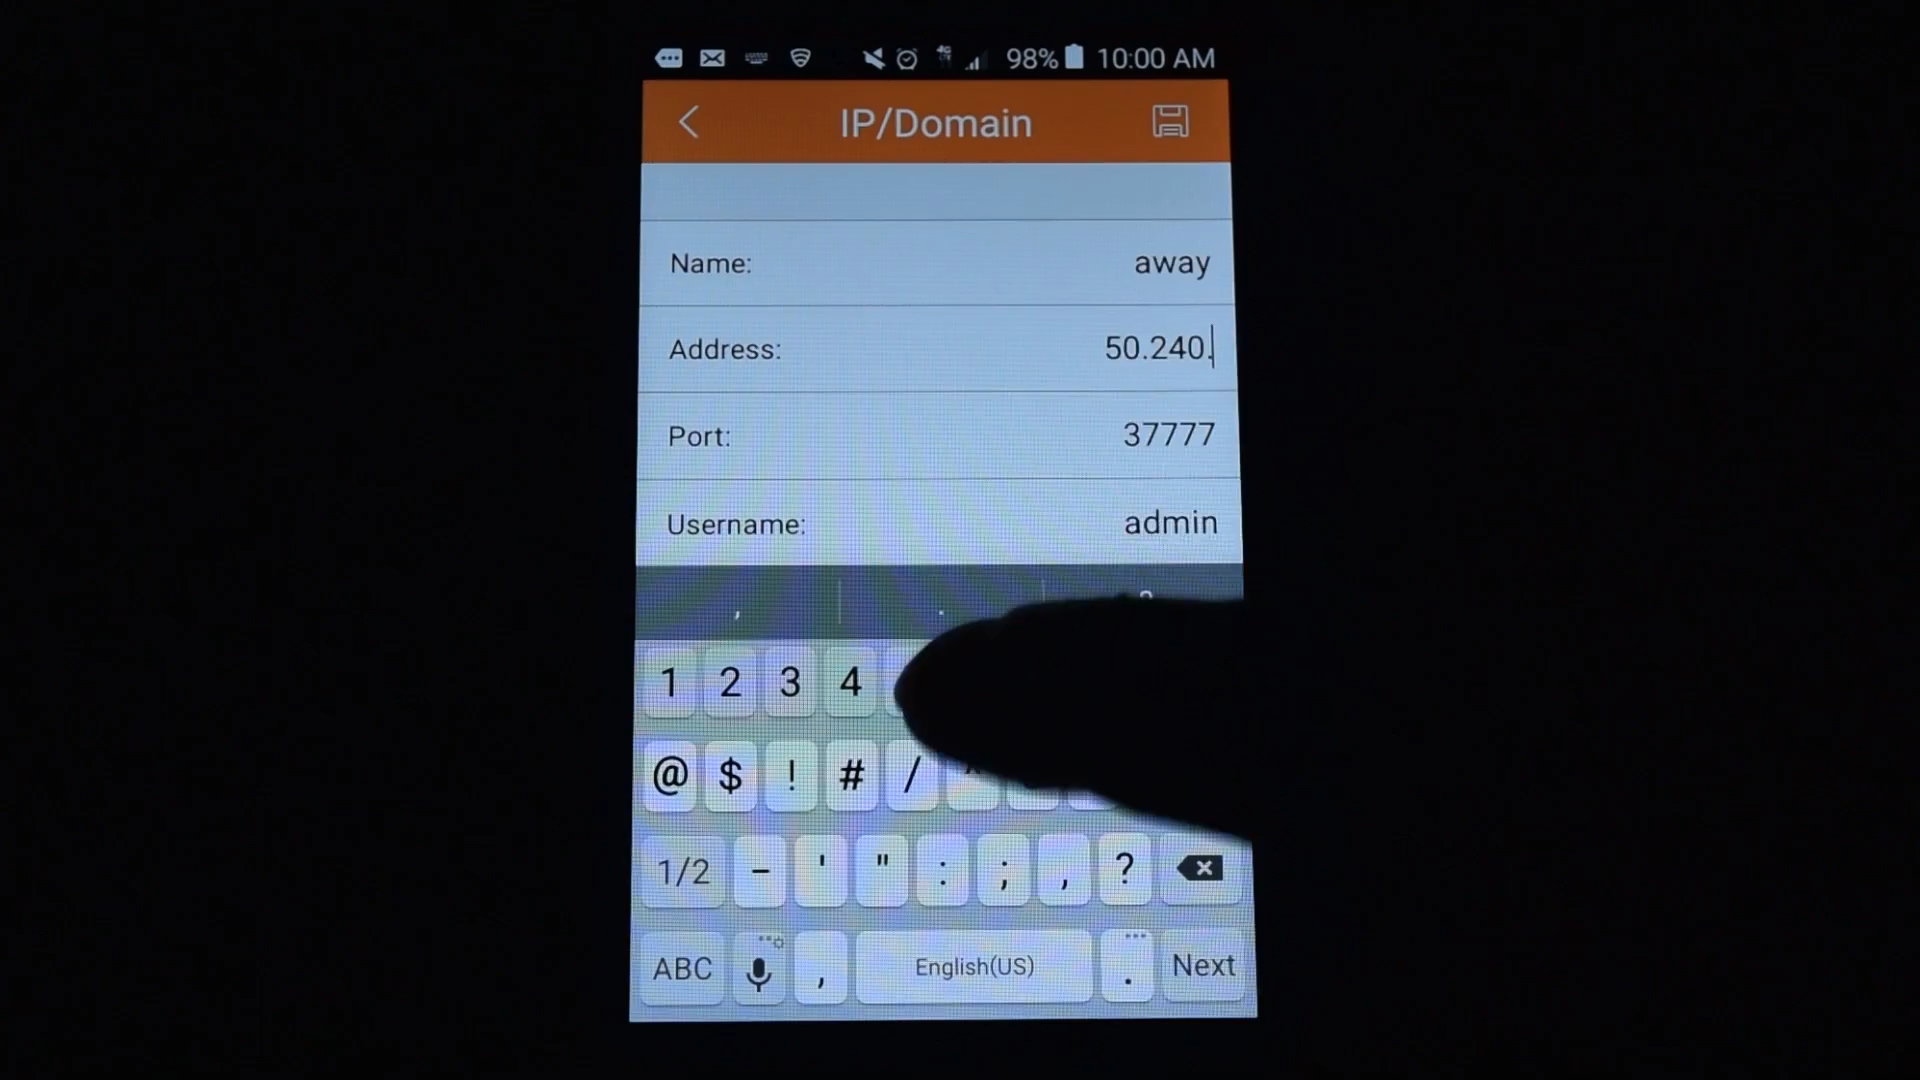 98% 10:00 AM
IP/Domain
Name: away
Address: 50.240.
Port: 37777
Username: admin
, .
1 2 3 4
@ $ ! # /
1/2 - ' " : ; , ?
ABC , English(US) . Next